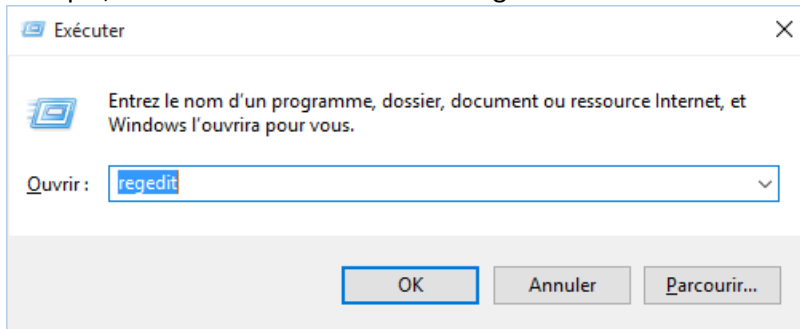 Exécuter
Entrez le nom d'un programme, dossier, document ou ressource Internet, et
Windows l'ouvrira pour vous.
Ouvrir : regedit
OK Annuler Parcourir...